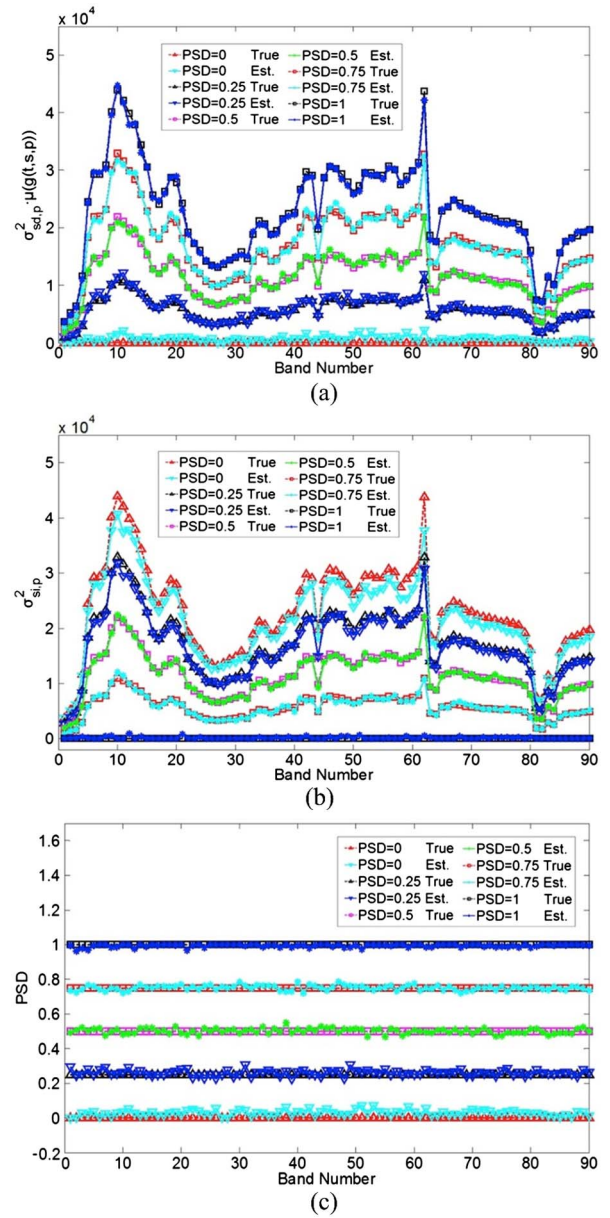 x 10⁴
5
4
3
2
1
0
σ²sd,p·μ(g(t,s,p))
PSD=0 True
PSD=0 Est.
PSD=0.25 True
PSD=0.25 Est.
PSD=0.5 True
PSD=0.5 Est.
PSD=0.75 True
PSD=0.75 Est.
PSD=1 True
PSD=1 Est.
0 10 20 30 40 50 60 70 80 90
Band Number
(a)
x 10⁴
5
4
3
2
1
0
σ²si,p
PSD=0 True
PSD=0 Est.
PSD=0.25 True
PSD=0.25 Est.
PSD=0.5 True
PSD=0.5 Est.
PSD=0.75 True
PSD=0.75 Est.
PSD=1 True
PSD=1 Est.
0 10 20 30 40 50 60 70 80 90
Band Number
(b)
1.6
1.4
1.2
1
0.8
0.6
0.4
0.2
0
-0.2
PSD
PSD=0 True
PSD=0 Est.
PSD=0.25 True
PSD=0.25 Est.
PSD=0.5 True
PSD=0.5 Est.
PSD=0.75 True
PSD=0.75 Est.
PSD=1 True
PSD=1 Est.
0 10 20 30 40 50 60 70 80 90
Band Number
(c)